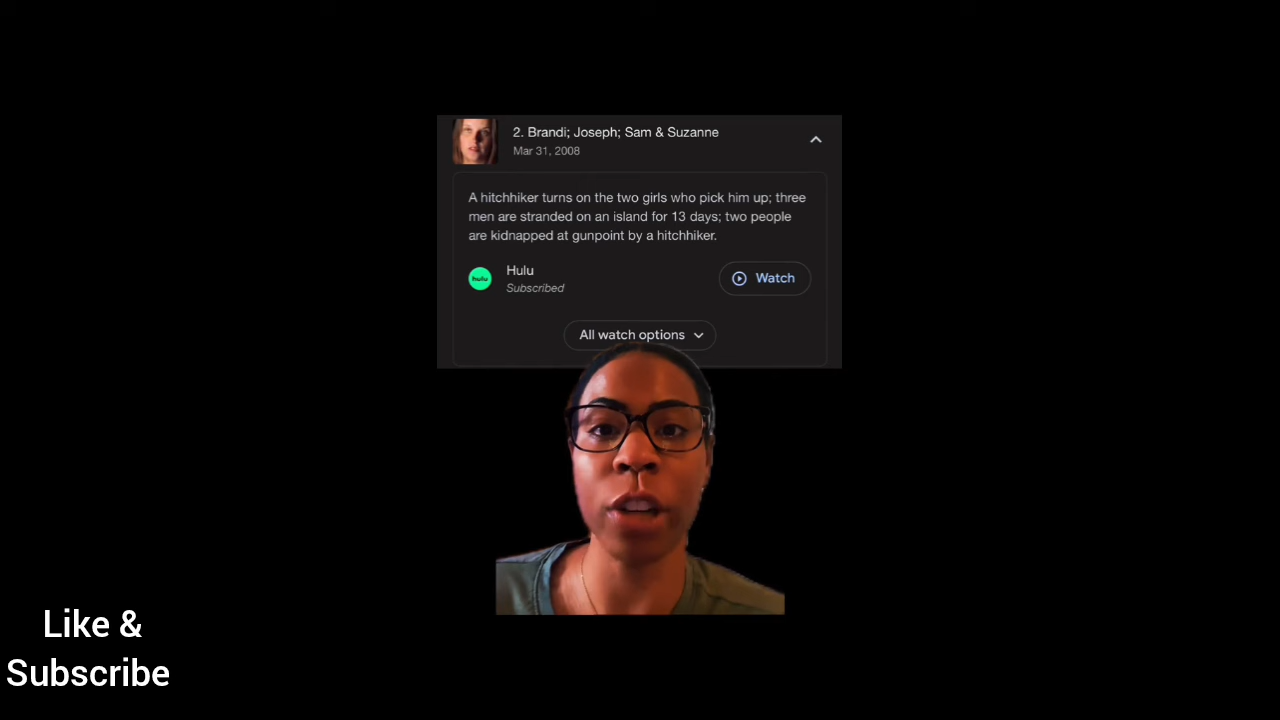 2. Brandi; Joseph; Sam & Suzanne
Mar 31, 2008
A hitchhiker turns on the two girls who pick him up; three
men are stranded on an island for 13 days; two people
are kidnapped at gunpoint by a hitchhiker.
hulu
Hulu
Subscribed
Watch
All watch options
Like &
Subscribe